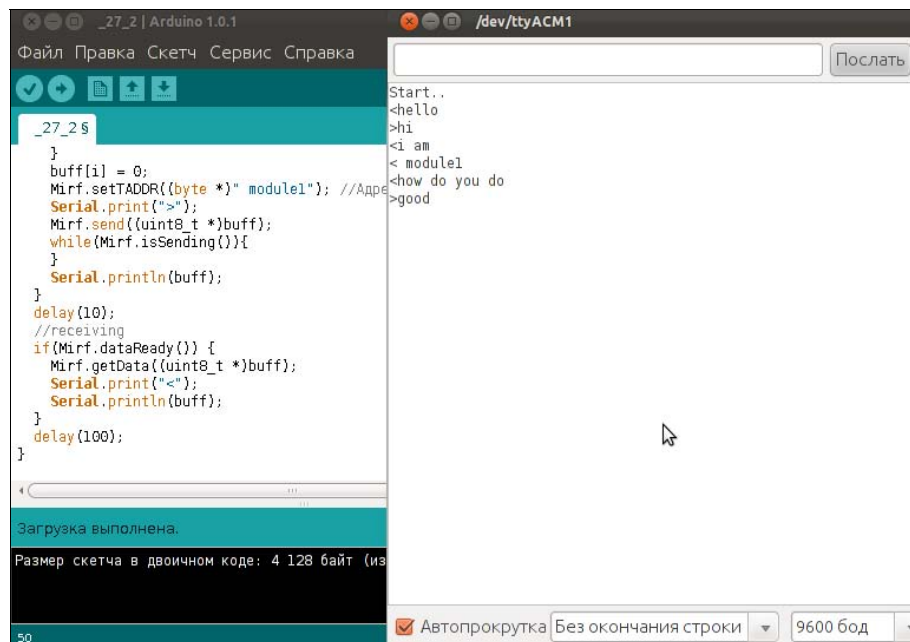 _27_2 | Arduino 1.0.1
Файл Правка Скетч Сервис Справка
_27_2 §
}
buff[i] = 0;
Mirf.setTADDR((byte *)" module1"); //Адре
Serial.print(">");
Mirf.send((uint8_t *)buff);
while(Mirf.isSending()){
}
Serial.println(buff);
}
delay(10);
//receiving
if(Mirf.dataReady()) {
Mirf.getData((uint8_t *)buff);
Serial.print("<");
Serial.println(buff);
}
delay(100);
}
Загрузка выполнена.
Размер скетча в двоичном коде: 4 128 байт (из
50
/dev/ttyACM1
Послать
Start..
<hello
>hi
<i am
< module1
<how do you do
>good
Автопрокрутка Без окончания строки 9600 бод